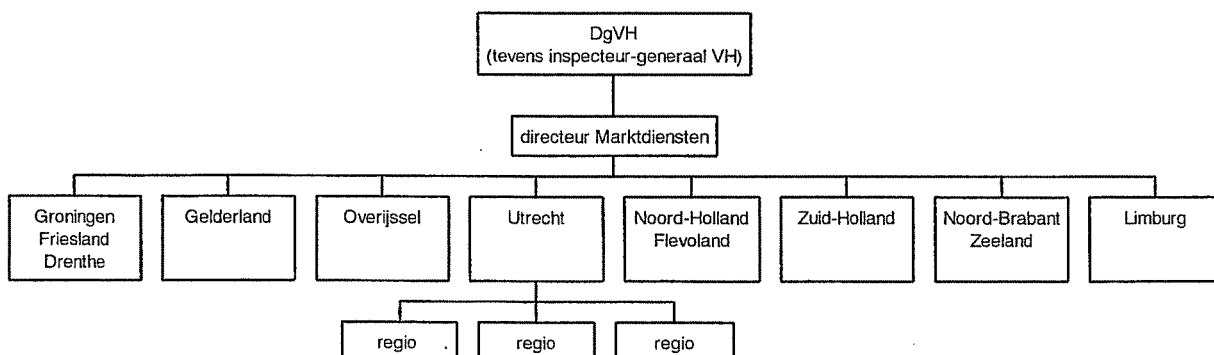 DgVH
(tevens inspecteur-generaal VH)
directeur Marktdiensten
Groningen
Friesland
Drenthe
Gelderland
Overijssel
Utrecht
Noord-Holland
Flevoland
Zuid-Holland
Noord-Brabant
Zeeland
Limburg
regio
regio
regio